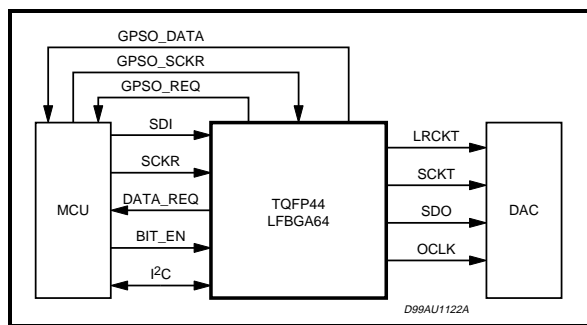 GPSO_DATA
GPSO_SCKR
GPSO_REQ
SDI
SCKR
DATA_REQ
BIT_EN
I²C
MCU
TQFP44
LFBGA64
LRCKT
SCKT
SDO
OCLK
DAC
D99AU1122A